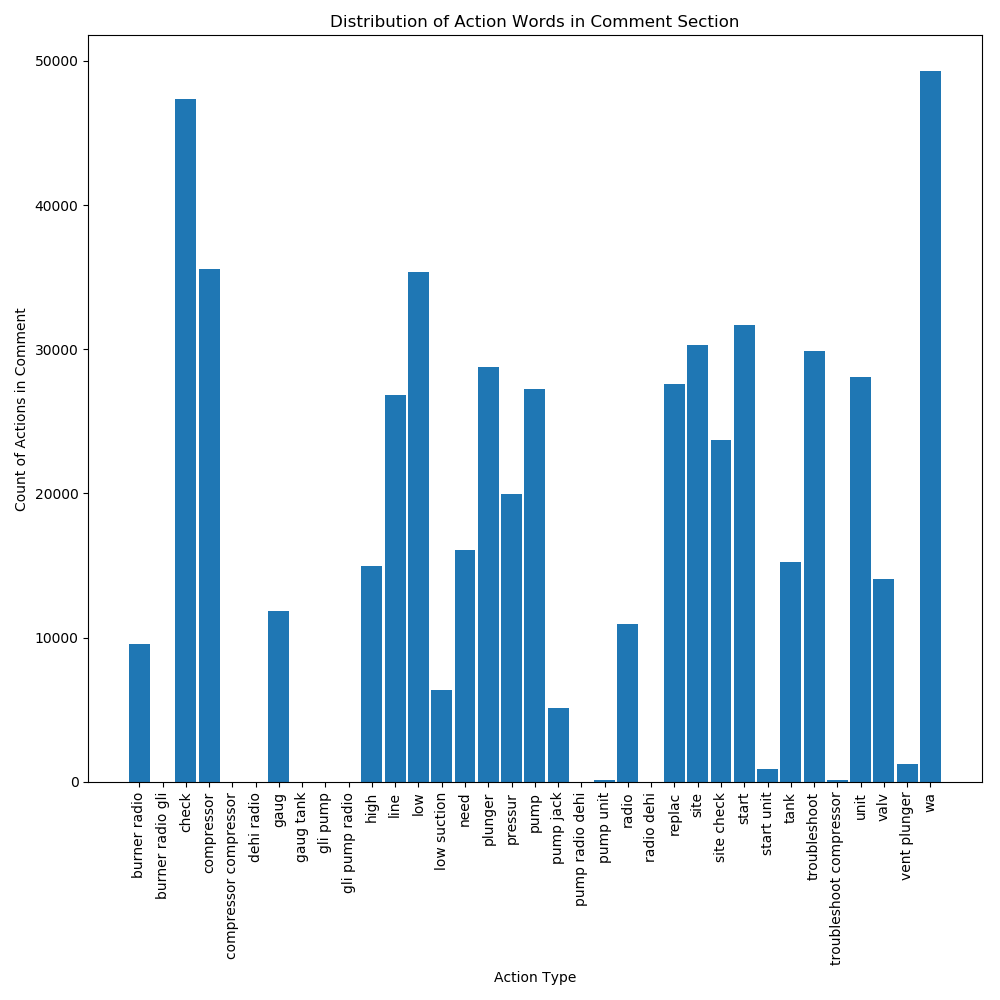 Distribution of Action Words in Comment Section
Count of Actions in Comment
50000
40000
30000
20000
10000
0
burner radio
burner radio gli
check
compressor
compressor compressor
dehi radio
gaug
gaug tank
gli pump
gli pump radio
high
line
low
low suction
need
plunger
pressur
pump
pump jack
pump radio dehi
pump unit
radio
radio dehi
replac
site
site check
start
start unit
tank
troubleshoot
troubleshoot compressor
unit
valv
vent plunger
wa
Action Type